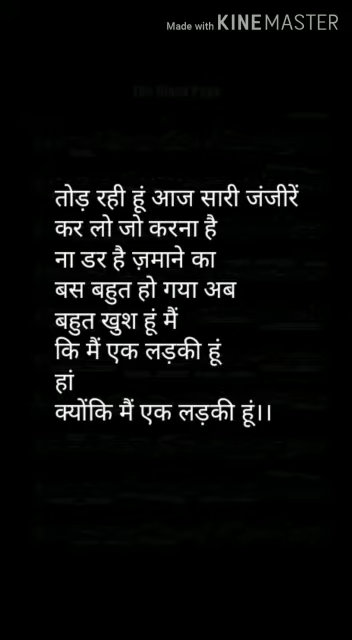 Made with KINEMASTER
तोड़ रही हूं आज सारी जंजीरें
कर लो जो करना है
ना डर है ज़माने का
बस बहुत हो गया अब
बहुत खुश हूं मैं
कि मैं एक लड़की हूं
हां
क्योंकि मैं एक लड़की हूं।।